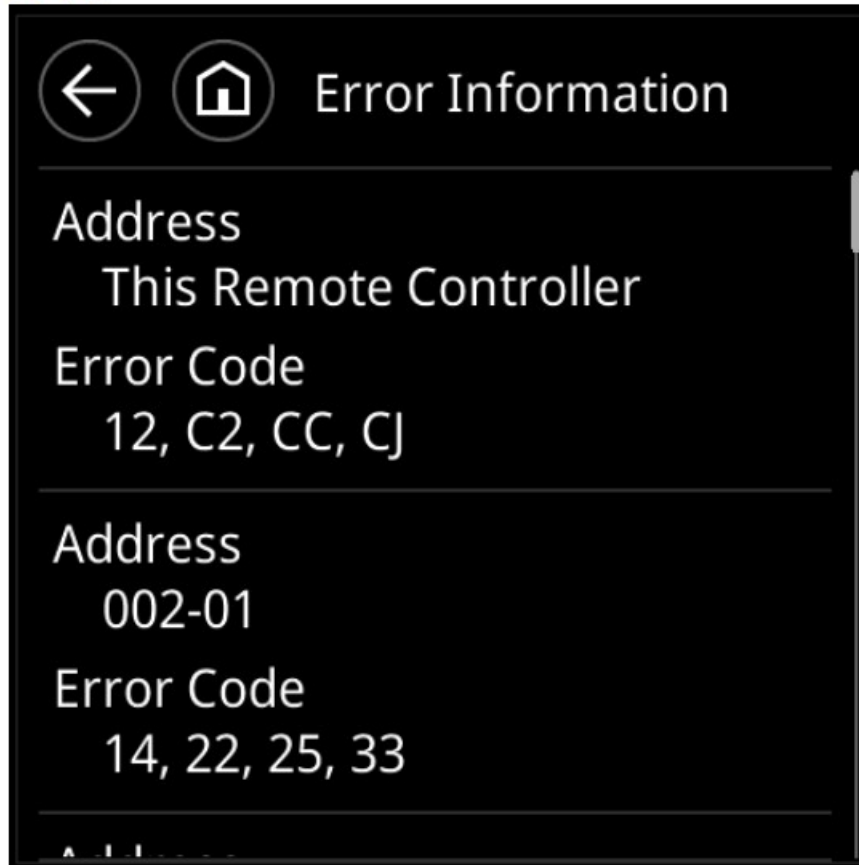 Error Information
Address
This Remote Controller
Error Code
12, C2, CC, CJ
Address
002-01
Error Code
14, 22, 25, 33